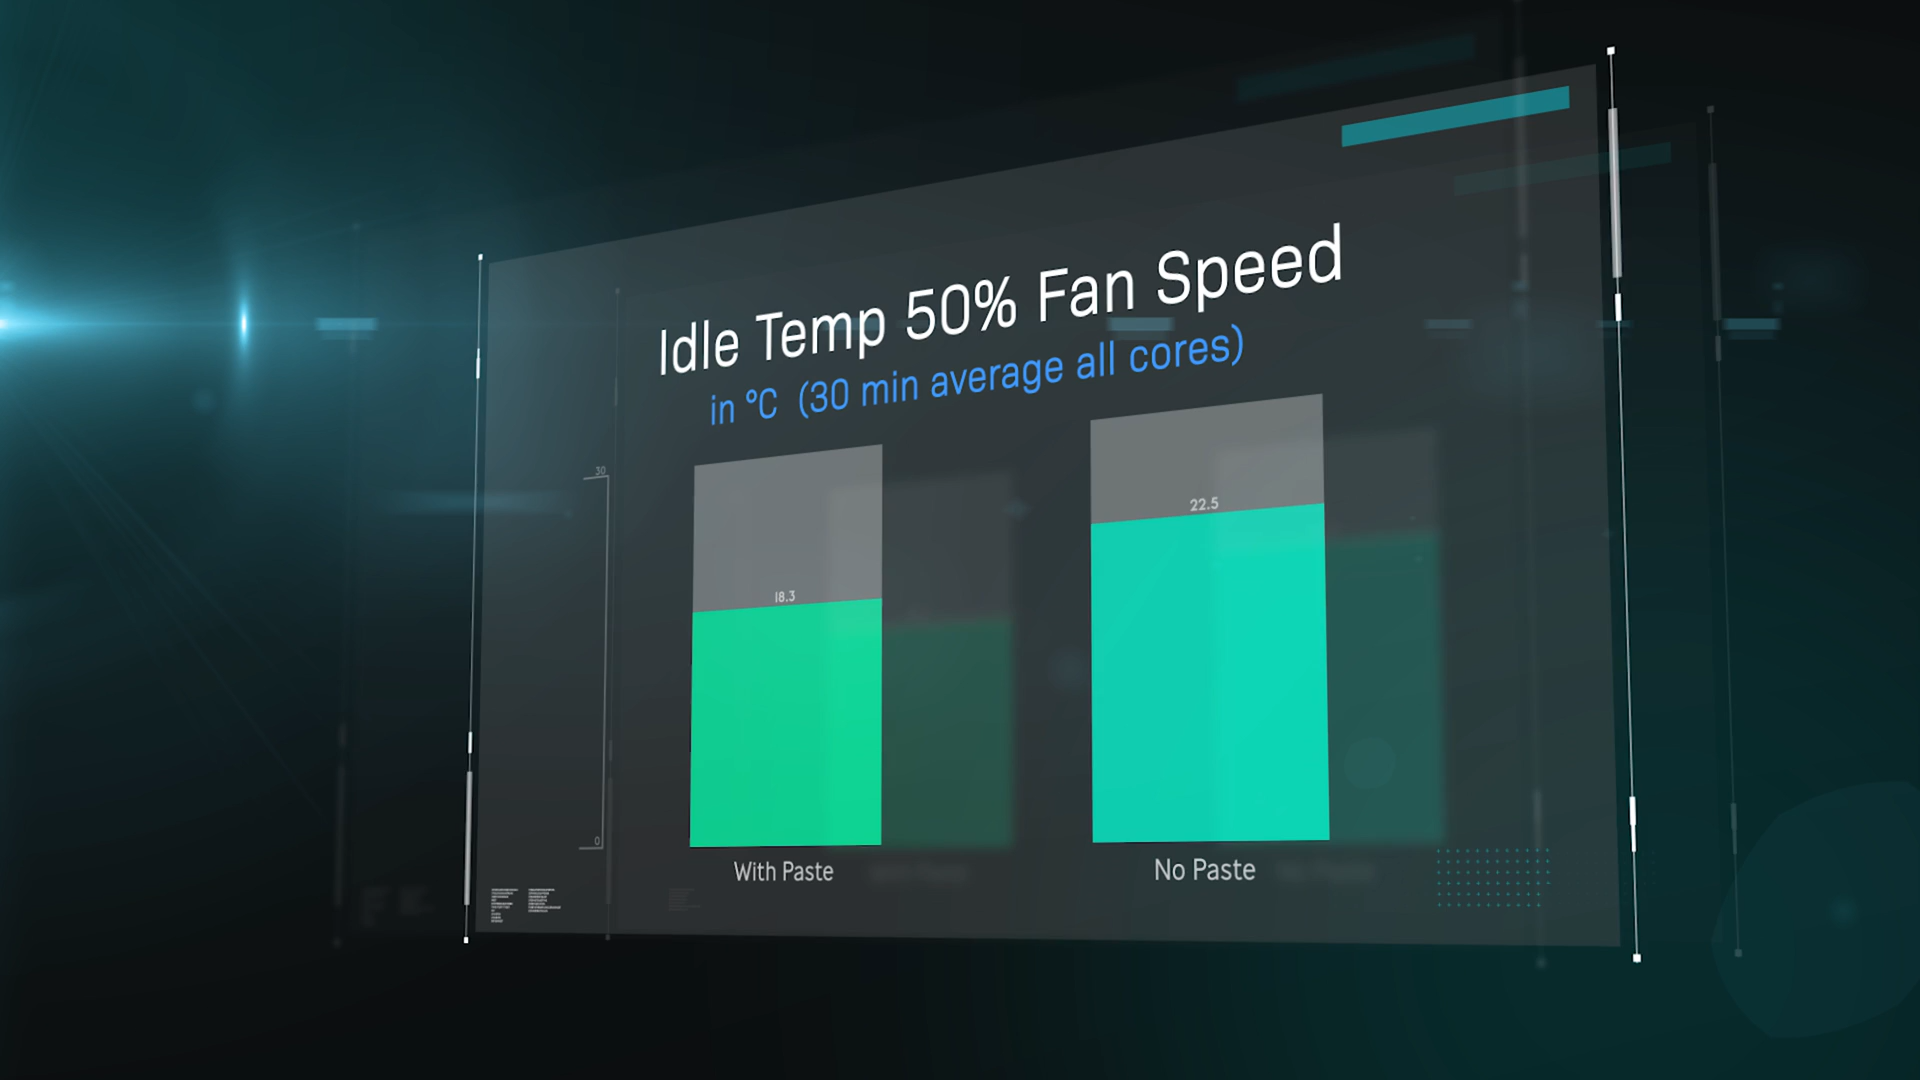 Idle Temp 50% Fan Speed
in °C (30 min average all cores)
30
18.3
22.5
0
With Paste
No Paste